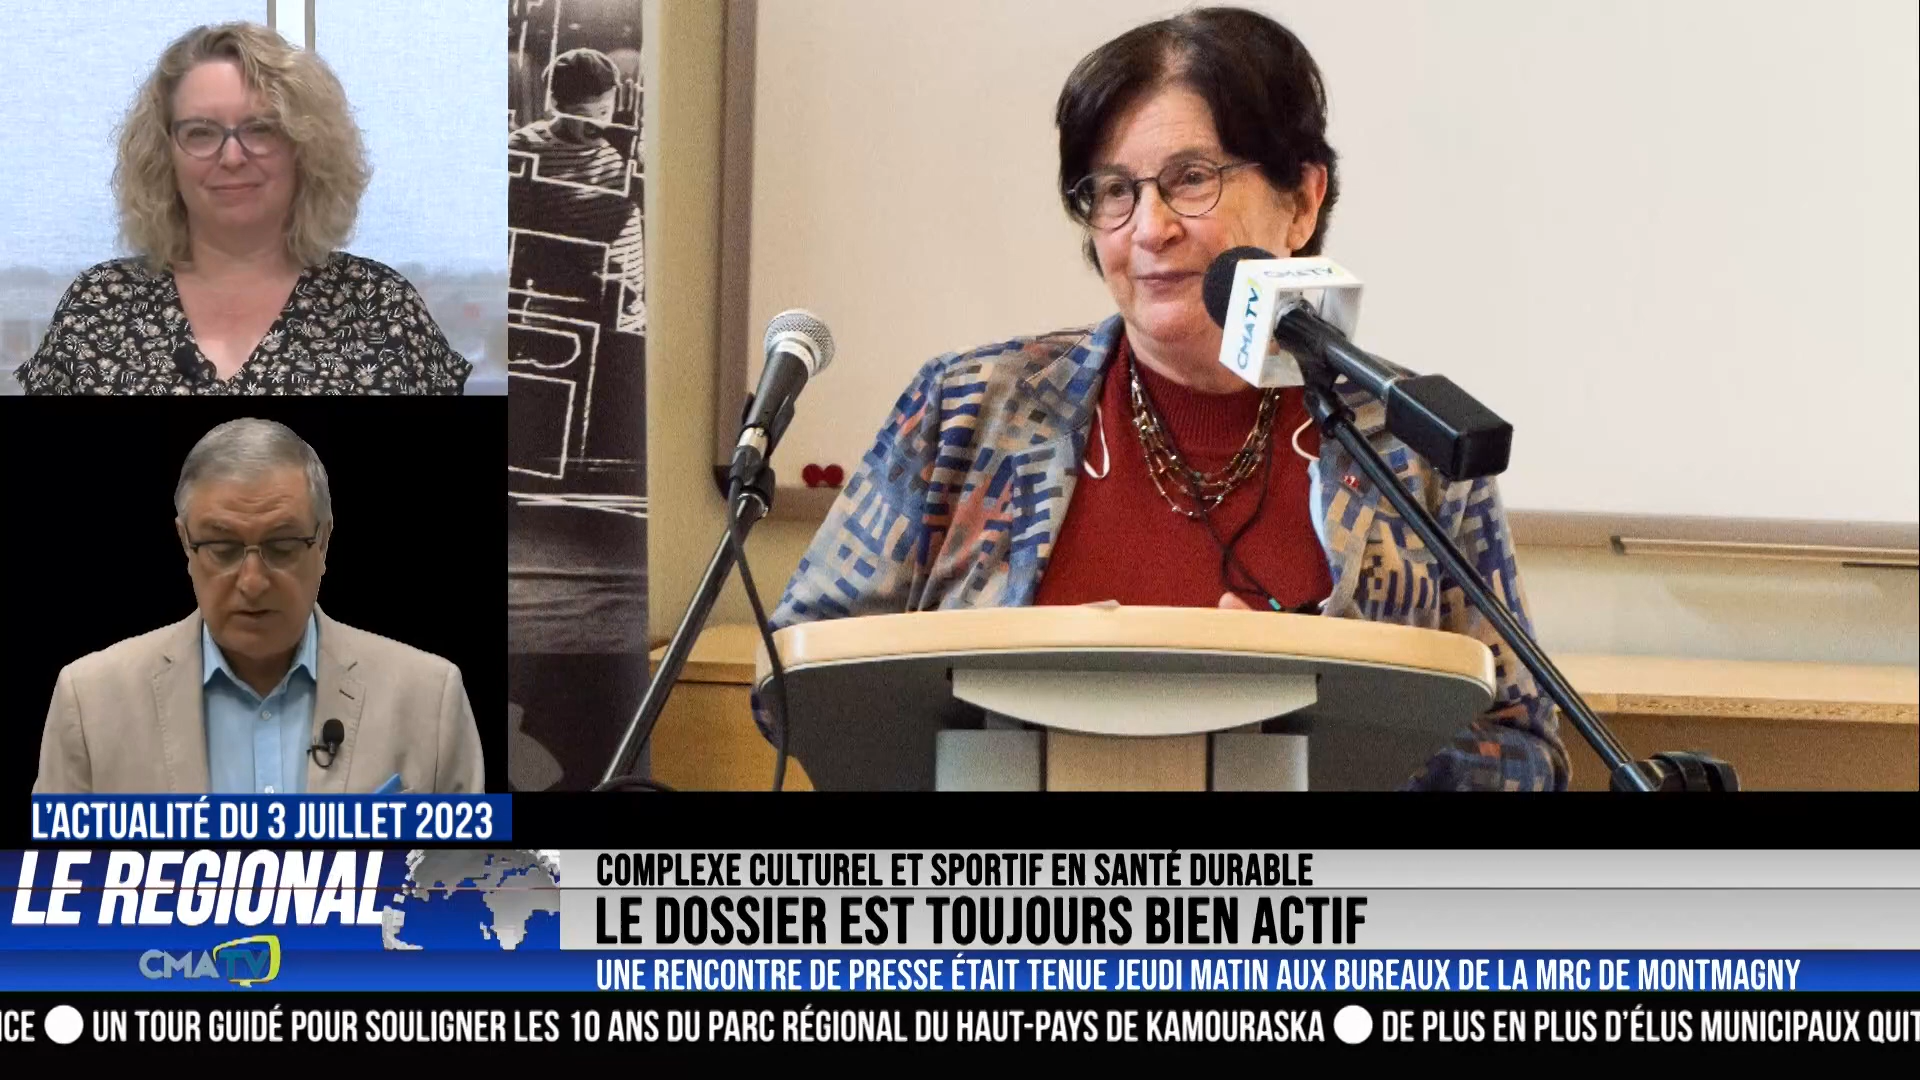 CMATV
CMATV
L'ACTUALITÉ DU 3 JUILLET 2023
LE REGIONAL
CMATV
COMPLEXE CULTUREL ET SPORTIF EN SANTÉ DURABLE
LE DOSSIER EST TOUJOURS BIEN ACTIF
UNE RENCONTRE DE PRESSE ÉTAIT TENUE JEUDI MATIN AUX BUREAUX DE LA MRC DE MONTMAGNY
ICE ● UN TOUR GUIDÉ POUR SOULIGNER LES 10 ANS DU PARC RÉGIONAL DU HAUT-PAYS DE KAMOURASKA ● DE PLUS EN PLUS D'ÉLUS MUNICIPAUX QUIT